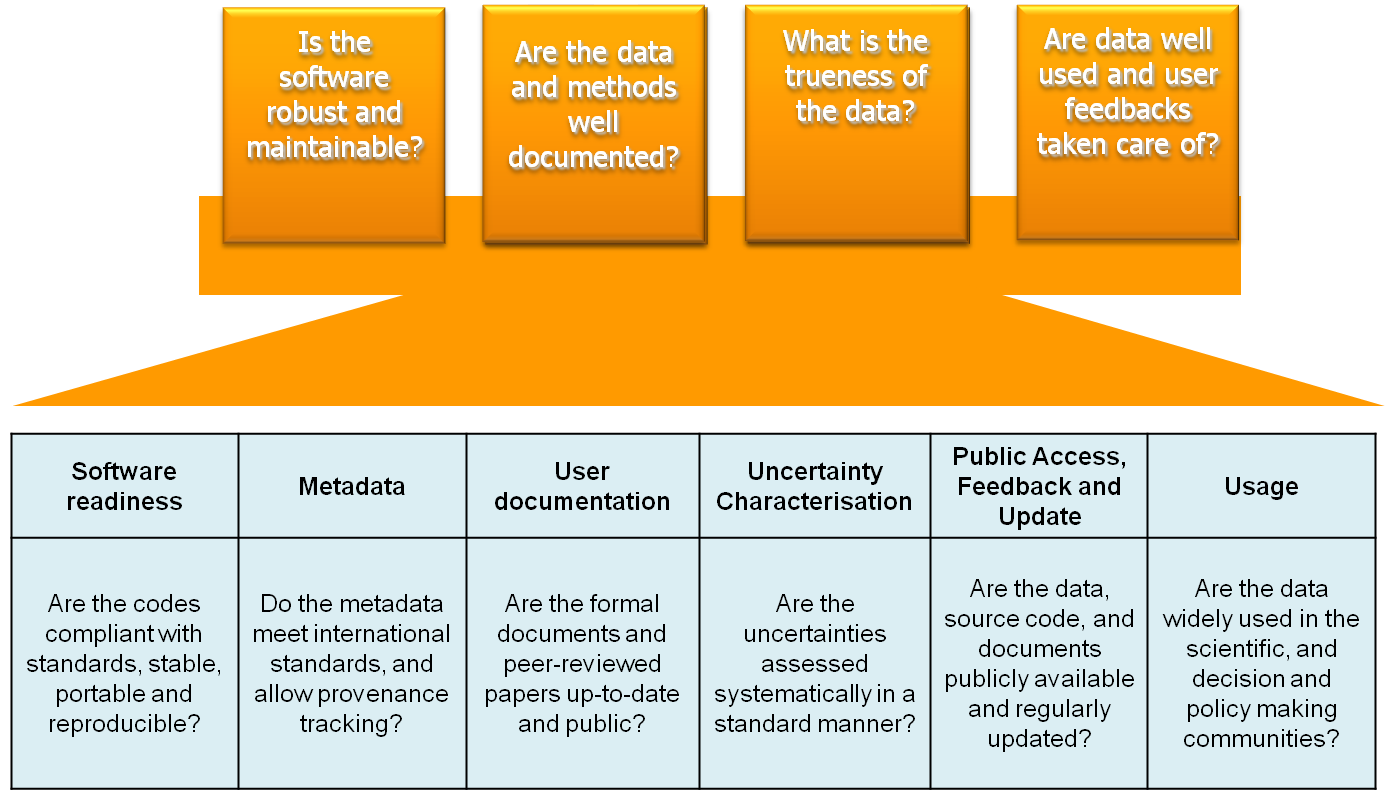 Is the
software
robust and
maintainable?
Are the data
and methods
well
documented?
What is the
trueness of
the data?
Are data well
used and user
feedbacks
taken care of?
Software
readiness
Metadata
User
documentation
Uncertainty
Characterisation
Public Access,
Feedback and
Update
Usage
Are the codes
compliant with
standards, stable,
portable and
reproducible?
Do the metadata
meet international
standards, and
allow provenance
tracking?
Are the formal
documents and
peer-reviewed
papers up-to-date
and public?
Are the
uncertainties
assessed
systematically in a
standard manner?
Are the data,
source code, and
documents
publicly available
and regularly
updated?
Are the data
widely used in the
scientific, and
decision and
policy making
communities?